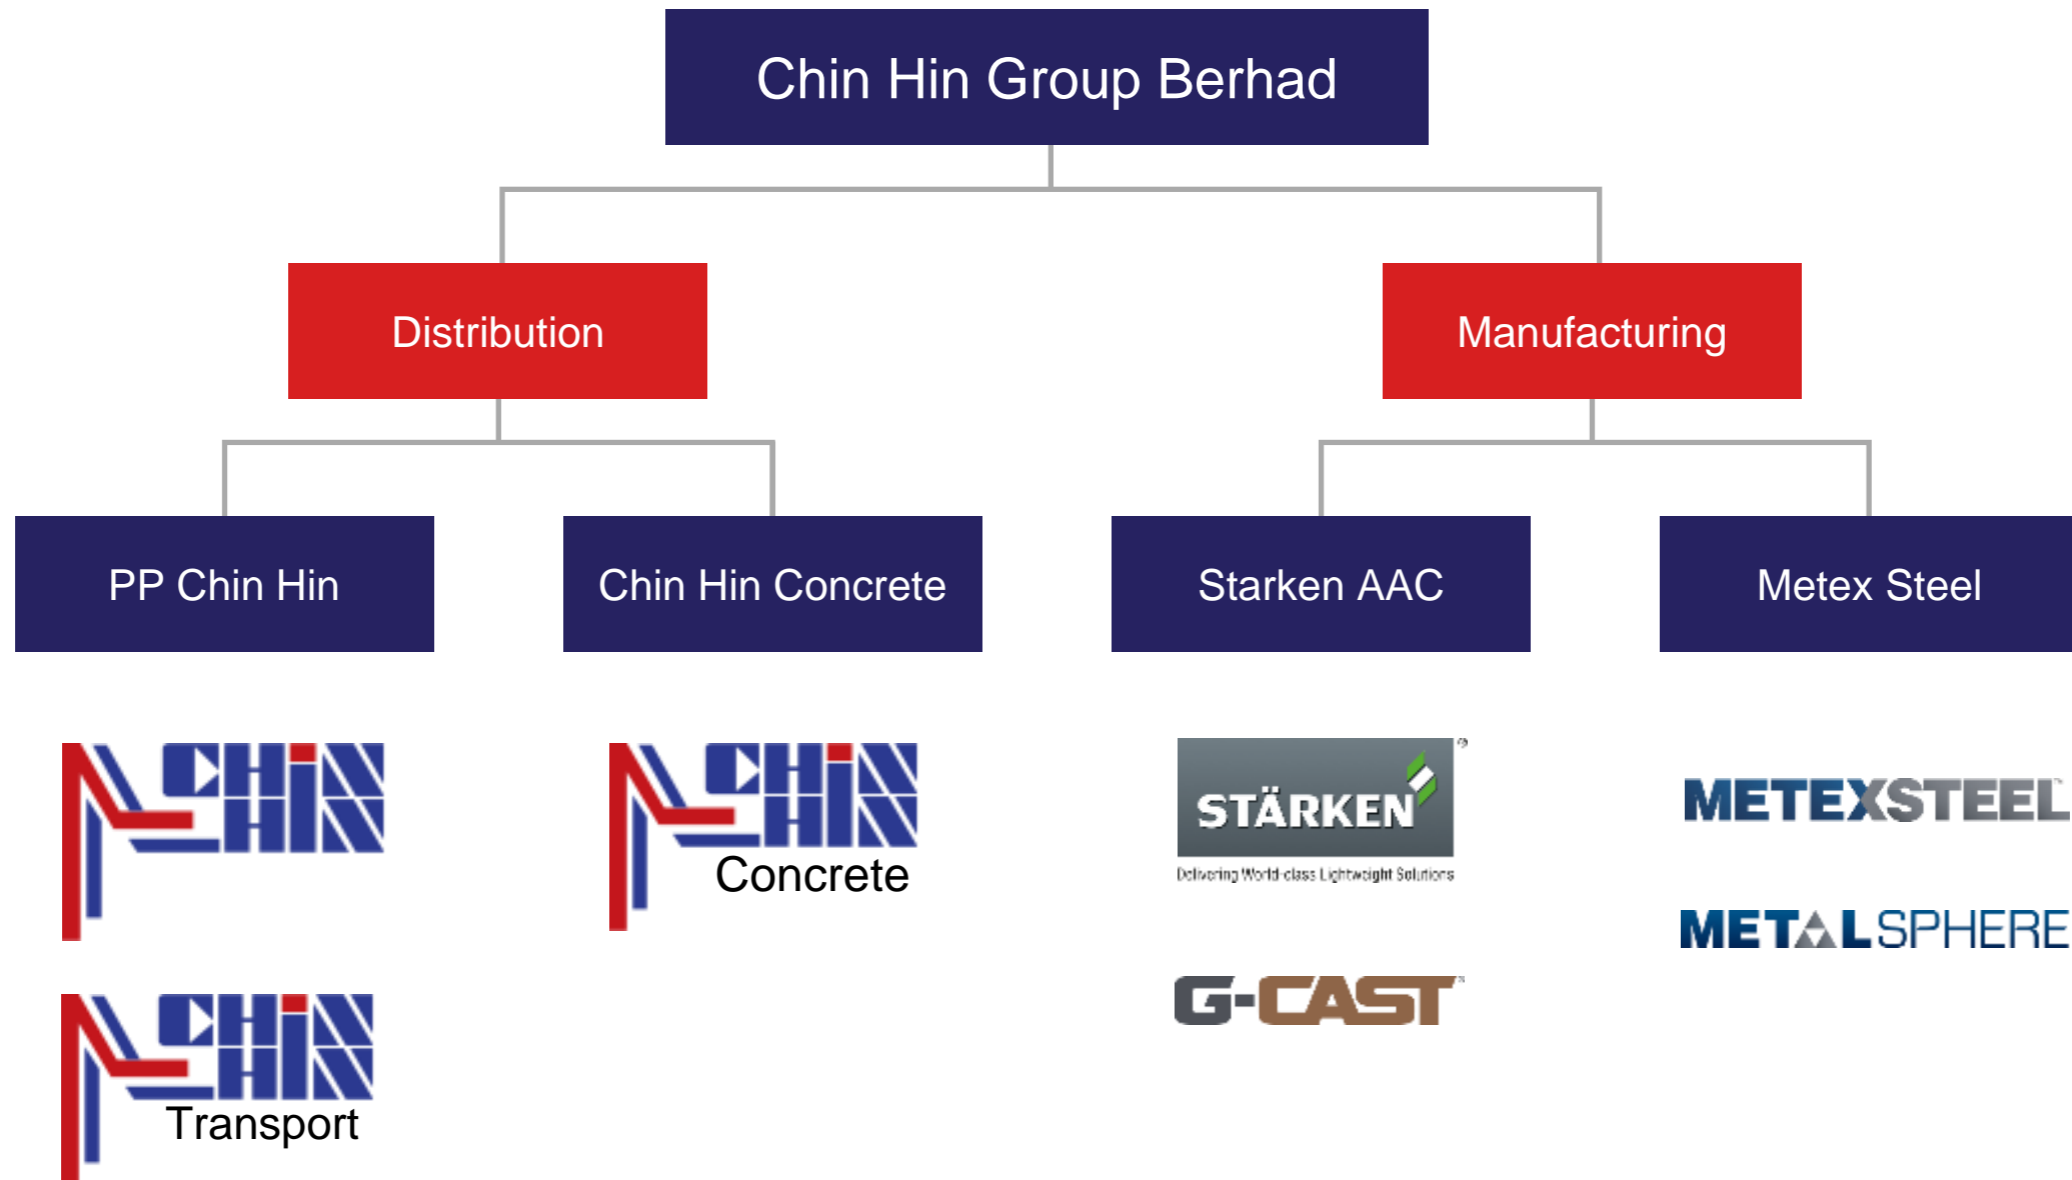 Chin Hin Group Berhad
Distribution
Manufacturing
PP Chin Hin
Chin Hin Concrete
Starken AAC
Metex Steel
CHiN
HiN
CHiN
HiN
Concrete
STÄRKEN®
Delivering World-class Lightweight Solutions
METEXSTEEL™
METALSPHERE
G-CAST
CHiN
HiN
Transport